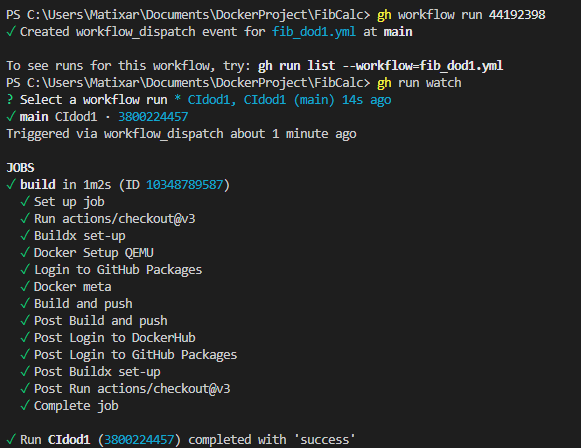 PS C:\Users\Matixar\Documents\DockerProject\FibCalc> gh workflow run 44192398
✓ Created workflow_dispatch event for fib_dod1.yml at main
To see runs for this workflow, try: gh run list --workflow=fib_dod1.yml
PS C:\Users\Matixar\Documents\DockerProject\FibCalc> gh run watch
? Select a workflow run * CIdod1, CIdod1 (main) 14s ago
✓ main CIdod1 · 3800224457
Triggered via workflow_dispatch about 1 minute ago
JOBS
✓ build in 1m2s (ID 10348789587)
✓ Set up job
✓ Run actions/checkout@v3
✓ Buildx set-up
✓ Docker Setup QEMU
✓ Login to GitHub Packages
✓ Docker meta
✓ Build and push
✓ Post Build and push
✓ Post Login to DockerHub
✓ Post Login to GitHub Packages
✓ Post Buildx set-up
✓ Post Run actions/checkout@v3
✓ Complete job
✓ Run CIdod1 (3800224457) completed with 'success'